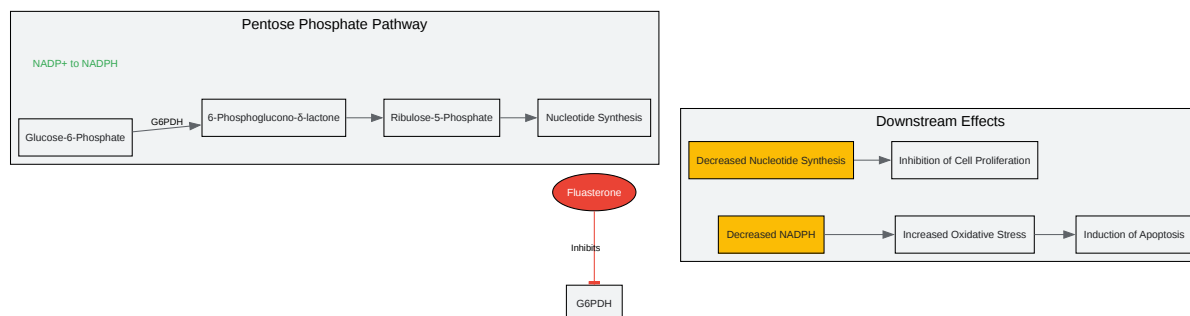 Pentose Phosphate Pathway
NADP+ to NADPH
Glucose-6-Phosphate
G6PDH
6-Phosphoglucono-δ-lactone
Ribulose-5-Phosphate
Nucleotide Synthesis
Fluasterone
Inhibits
G6PDH
Downstream Effects
Decreased Nucleotide Synthesis
Inhibition of Cell Proliferation
Decreased NADPH
Increased Oxidative Stress
Induction of Apoptosis